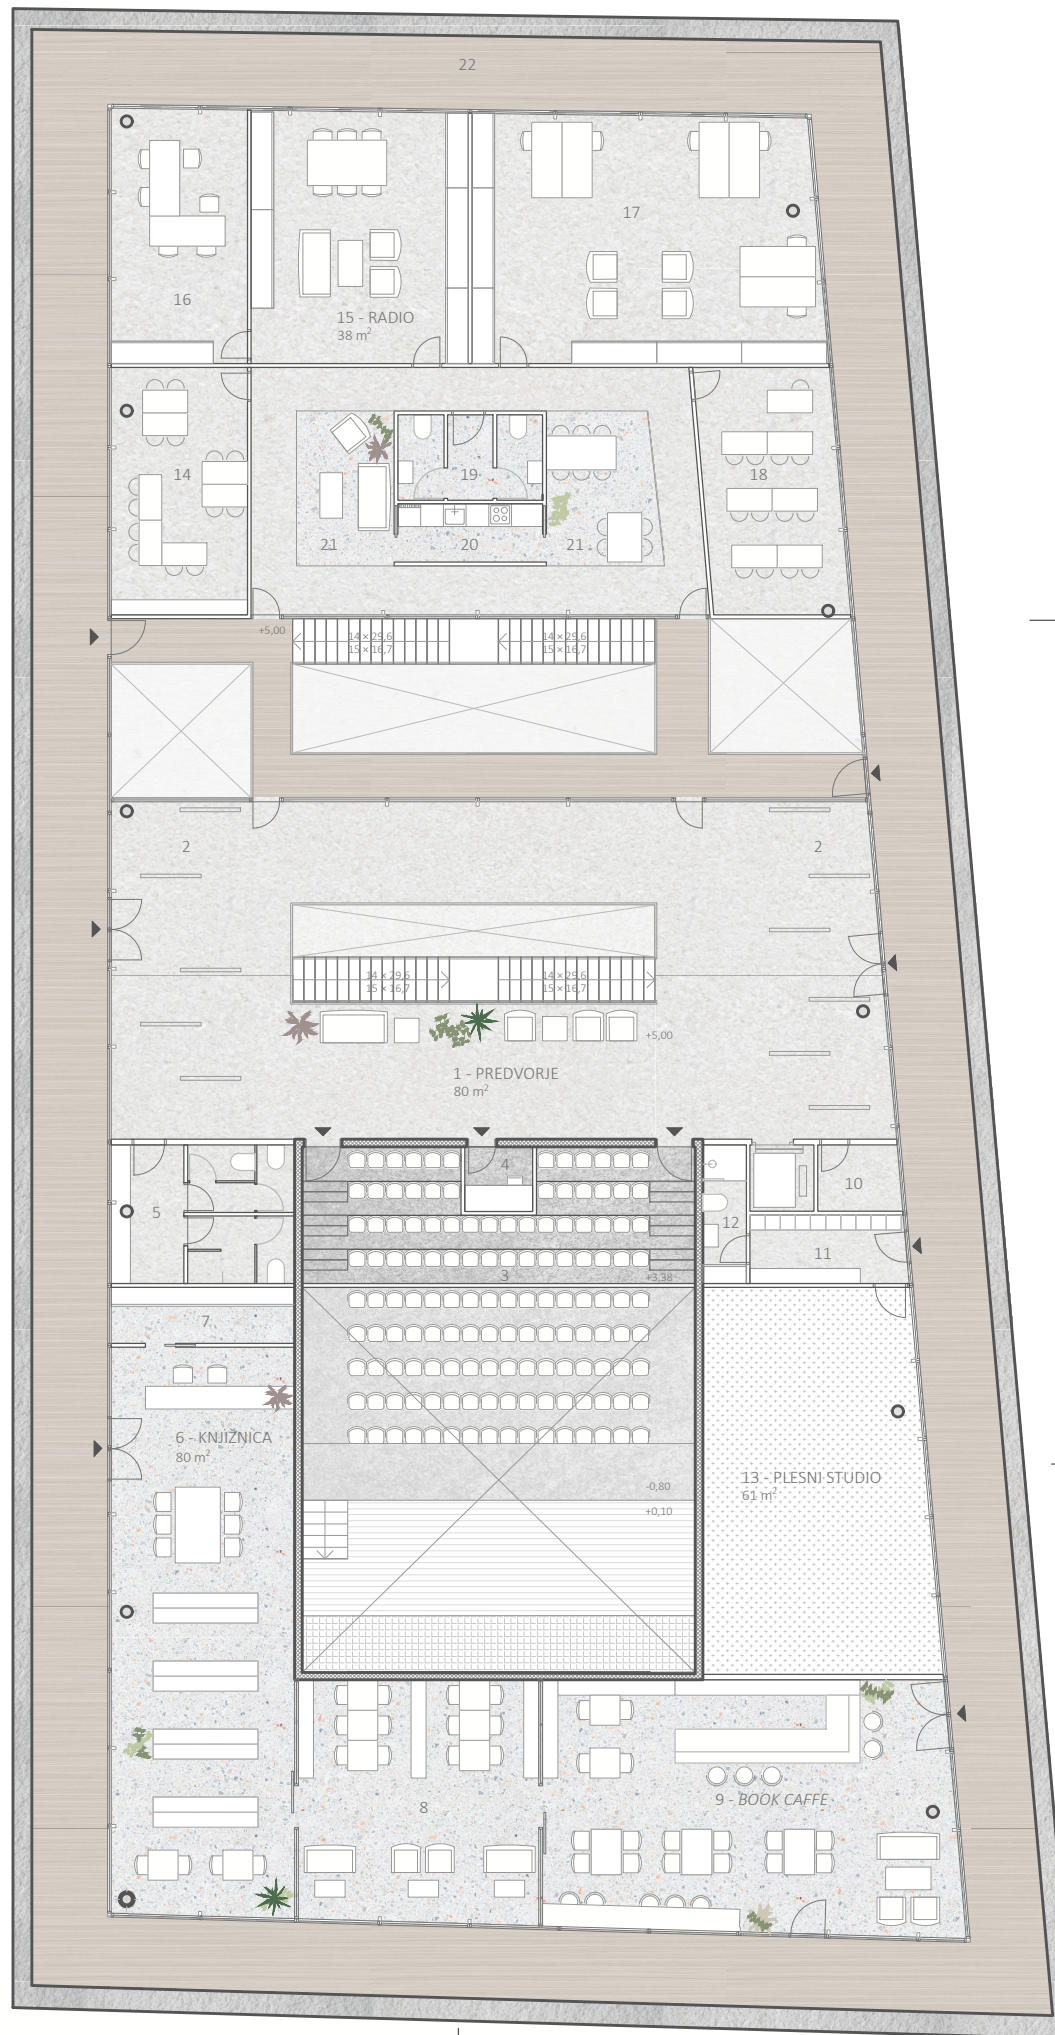 22
17
16
15 - RADIO
38 m²
14
19
18
21
20
21
+5,00
14 × 29,6
15 × 16,7
14 × 29,6
15 × 16,7
2
2
14 × 29,6
15 × 16,7
14 × 29,6
15 × 16,7
+5,00
1 - PREDVORJE
80 m²
4
10
5
12
11
3
+3,38
7
6 - KNJIŽNICA
80 m²
13 - PLESNI STUDIO
61 m²
-0,80
+0,10
9 - BOOK CAFFE
8